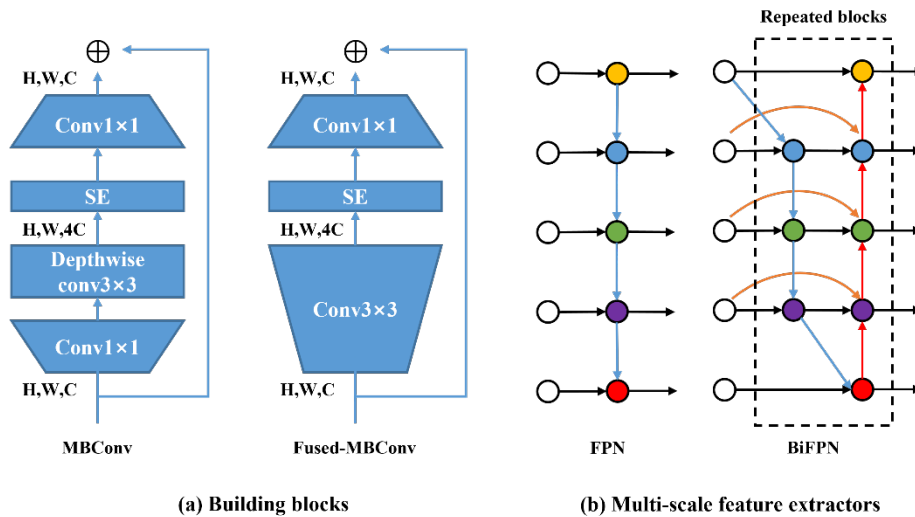 H,W,C
Conv1×1
SE
H,W,4C
Depthwise
conv3×3
Conv1×1
H,W,C
MBConv
H,W,C
Conv1×1
SE
H,W,4C
Conv3×3
H,W,C
Fused-MBConv
(a) Building blocks
Repeated blocks
FPN
BiFPN
(b) Multi-scale feature extractors